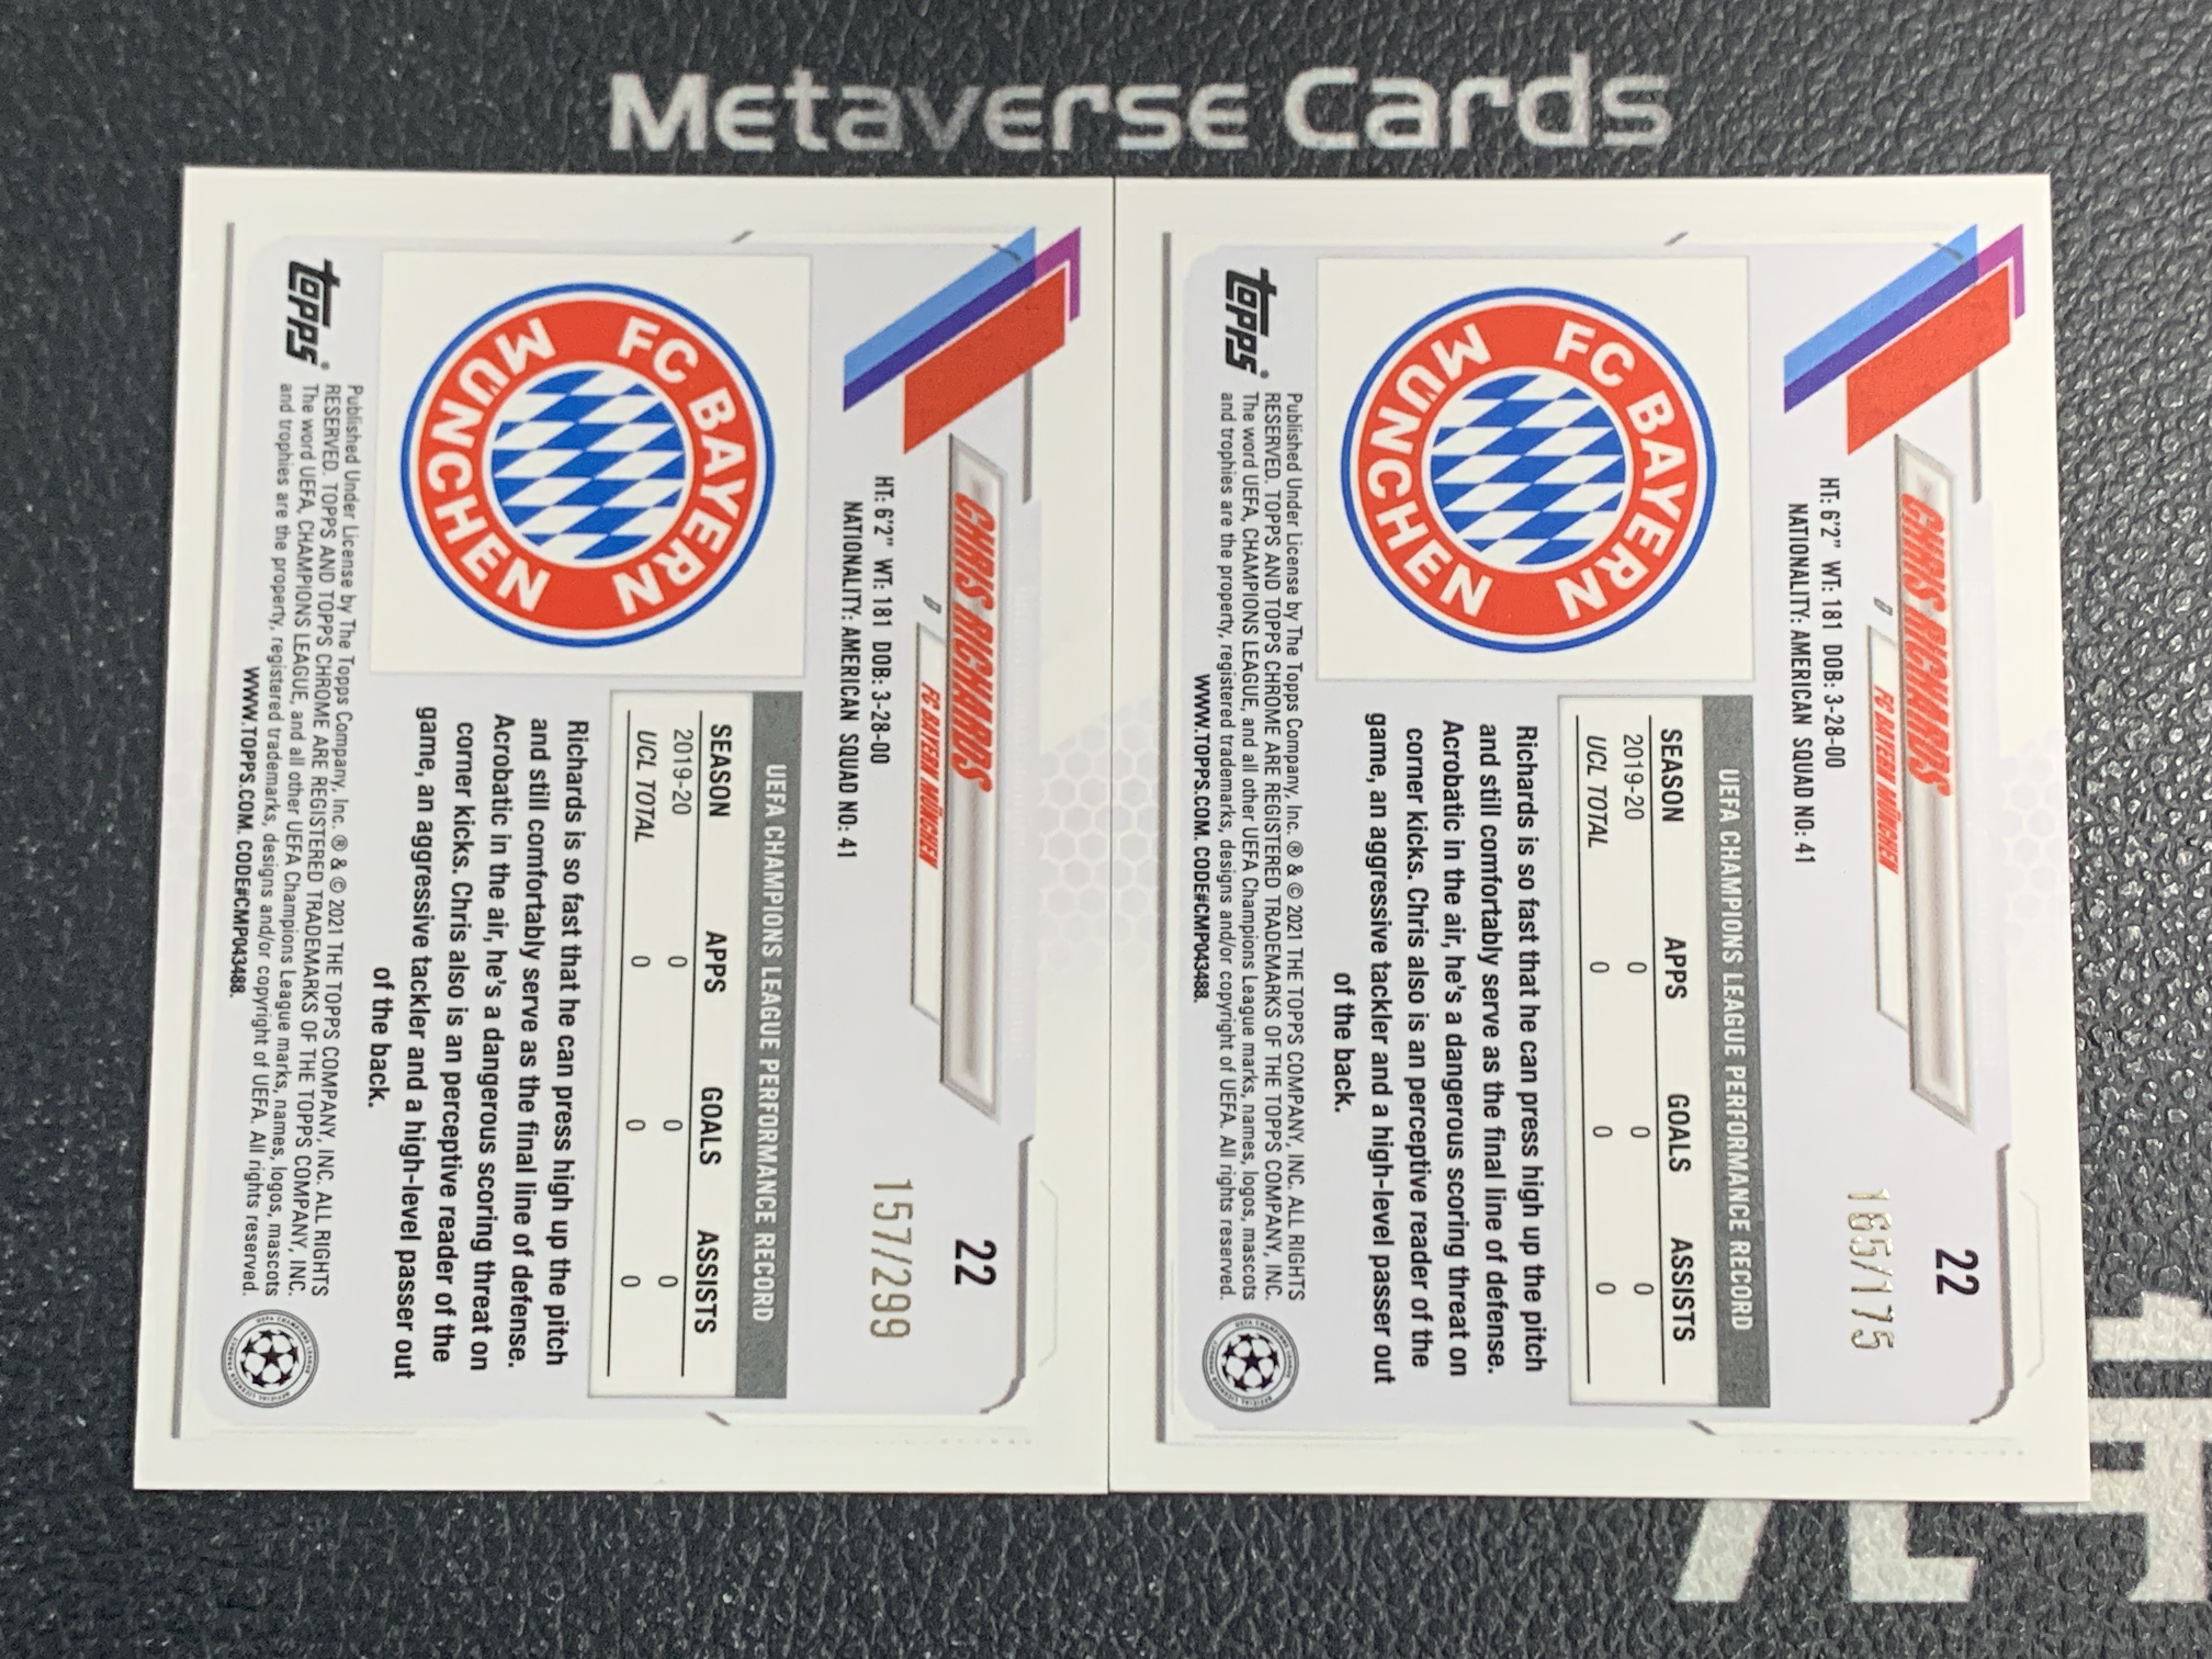 Metaverse Cards
CHRIS RICHARDS
D
FC BAYERN MÜNCHEN
22
157/299
HT: 6'2" WT: 181 DOB: 3-28-00
NATIONALITY: AMERICAN SQUAD NO: 41
FC BAYERN
MÜNCHEN
UEFA CHAMPIONS LEAGUE PERFORMANCE RECORD
SEASON APPS GOALS ASSISTS
2019-20 0 0 0
UCL TOTAL 0 0 0
Richards is so fast that he can press high up the pitch
and still comfortably serve as the final line of defense.
Acrobatic in the air, he's a dangerous scoring threat on
corner kicks. Chris also is an perceptive reader of the
game, an aggressive tackler and a high-level passer out
of the back.
topps®
Published Under License by The Topps Company, Inc. ® & © 2021 THE TOPPS COMPANY, INC. ALL RIGHTS
RESERVED. TOPPS AND TOPPS CHROME ARE REGISTERED TRADEMARKS OF THE TOPPS COMPANY, INC.
The word UEFA, CHAMPIONS LEAGUE, and all other UEFA Champions League marks, names, logos, mascots
and trophies are the property, registered trademarks, designs and/or copyright of UEFA. All rights reserved.
WWW.TOPPS.COM. CODE#CMP043488.
CHRIS RICHARDS
D
FC BAYERN MÜNCHEN
22
165/175
HT: 6'2" WT: 181 DOB: 3-28-00
NATIONALITY: AMERICAN SQUAD NO: 41
FC BAYERN
MÜNCHEN
UEFA CHAMPIONS LEAGUE PERFORMANCE RECORD
SEASON APPS GOALS ASSISTS
2019-20 0 0 0
UCL TOTAL 0 0 0
Richards is so fast that he can press high up the pitch
and still comfortably serve as the final line of defense.
Acrobatic in the air, he's a dangerous scoring threat on
corner kicks. Chris also is an perceptive reader of the
game, an aggressive tackler and a high-level passer out
of the back.
topps®
Published Under License by The Topps Company, Inc. ® & © 2021 THE TOPPS COMPANY, INC. ALL RIGHTS
RESERVED. TOPPS AND TOPPS CHROME ARE REGISTERED TRADEMARKS OF THE TOPPS COMPANY, INC.
The word UEFA, CHAMPIONS LEAGUE, and all other UEFA Champions League marks, names, logos, mascots
and trophies are the property, registered trademarks, designs and/or copyright of UEFA. All rights reserved.
WWW.TOPPS.COM. CODE#CMP043488.